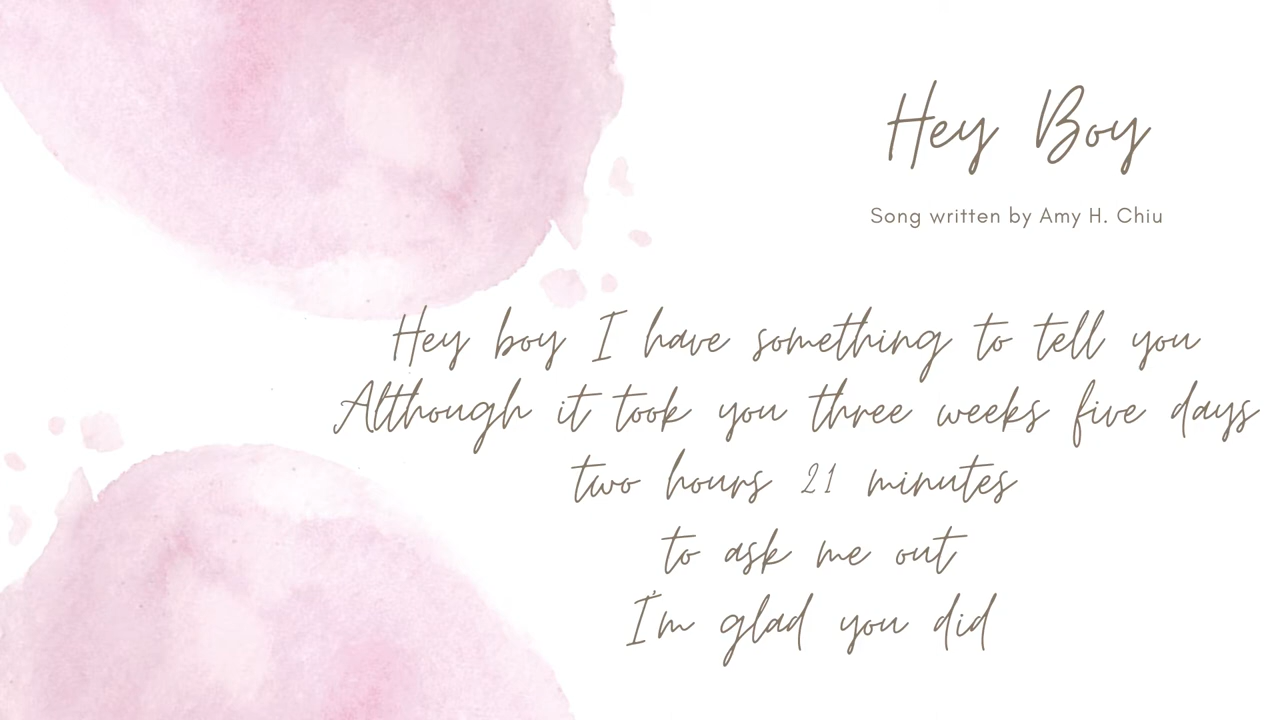 Hey Boy
Song written by Amy H. Chiu
Hey boy I have something to tell you
Although it took you three weeks five days
two hours 21 minutes
to ask me out
I'm glad you did